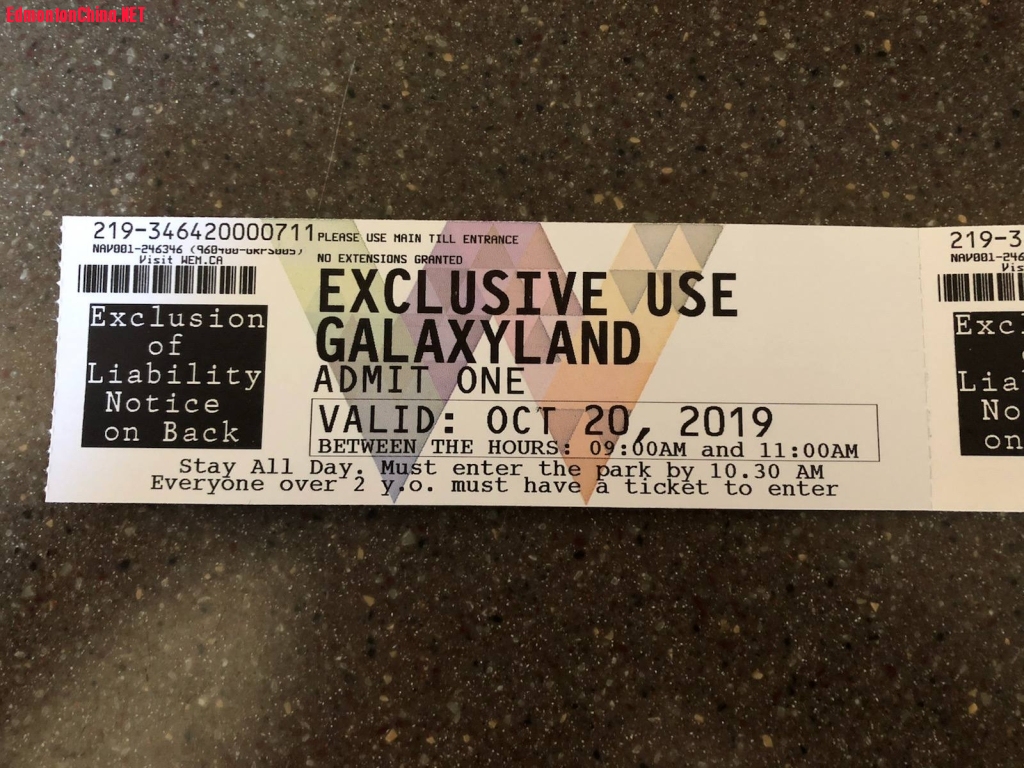 EdmontonChina.NET
219-346420000711
PLEASE USE MAIN TILL ENTRANCE
NAV001-246346 (960400-GRPS005)
Visit WEM.CA
NO EXTENSIONS GRANTED
EXCLUSIVE USE
GALAXYLAND
ADMIT ONE
Exclusion
of
Liability
Notice
on Back
VALID: OCT 20, 2019
BETWEEN THE HOURS: 09:00AM and 11:00AM
Stay All Day. Must enter the park by 10.30 AM
Everyone over 2 y.o. must have a ticket to enter
219-3
NAV001-246
Vis
Exc
Lia
No
on